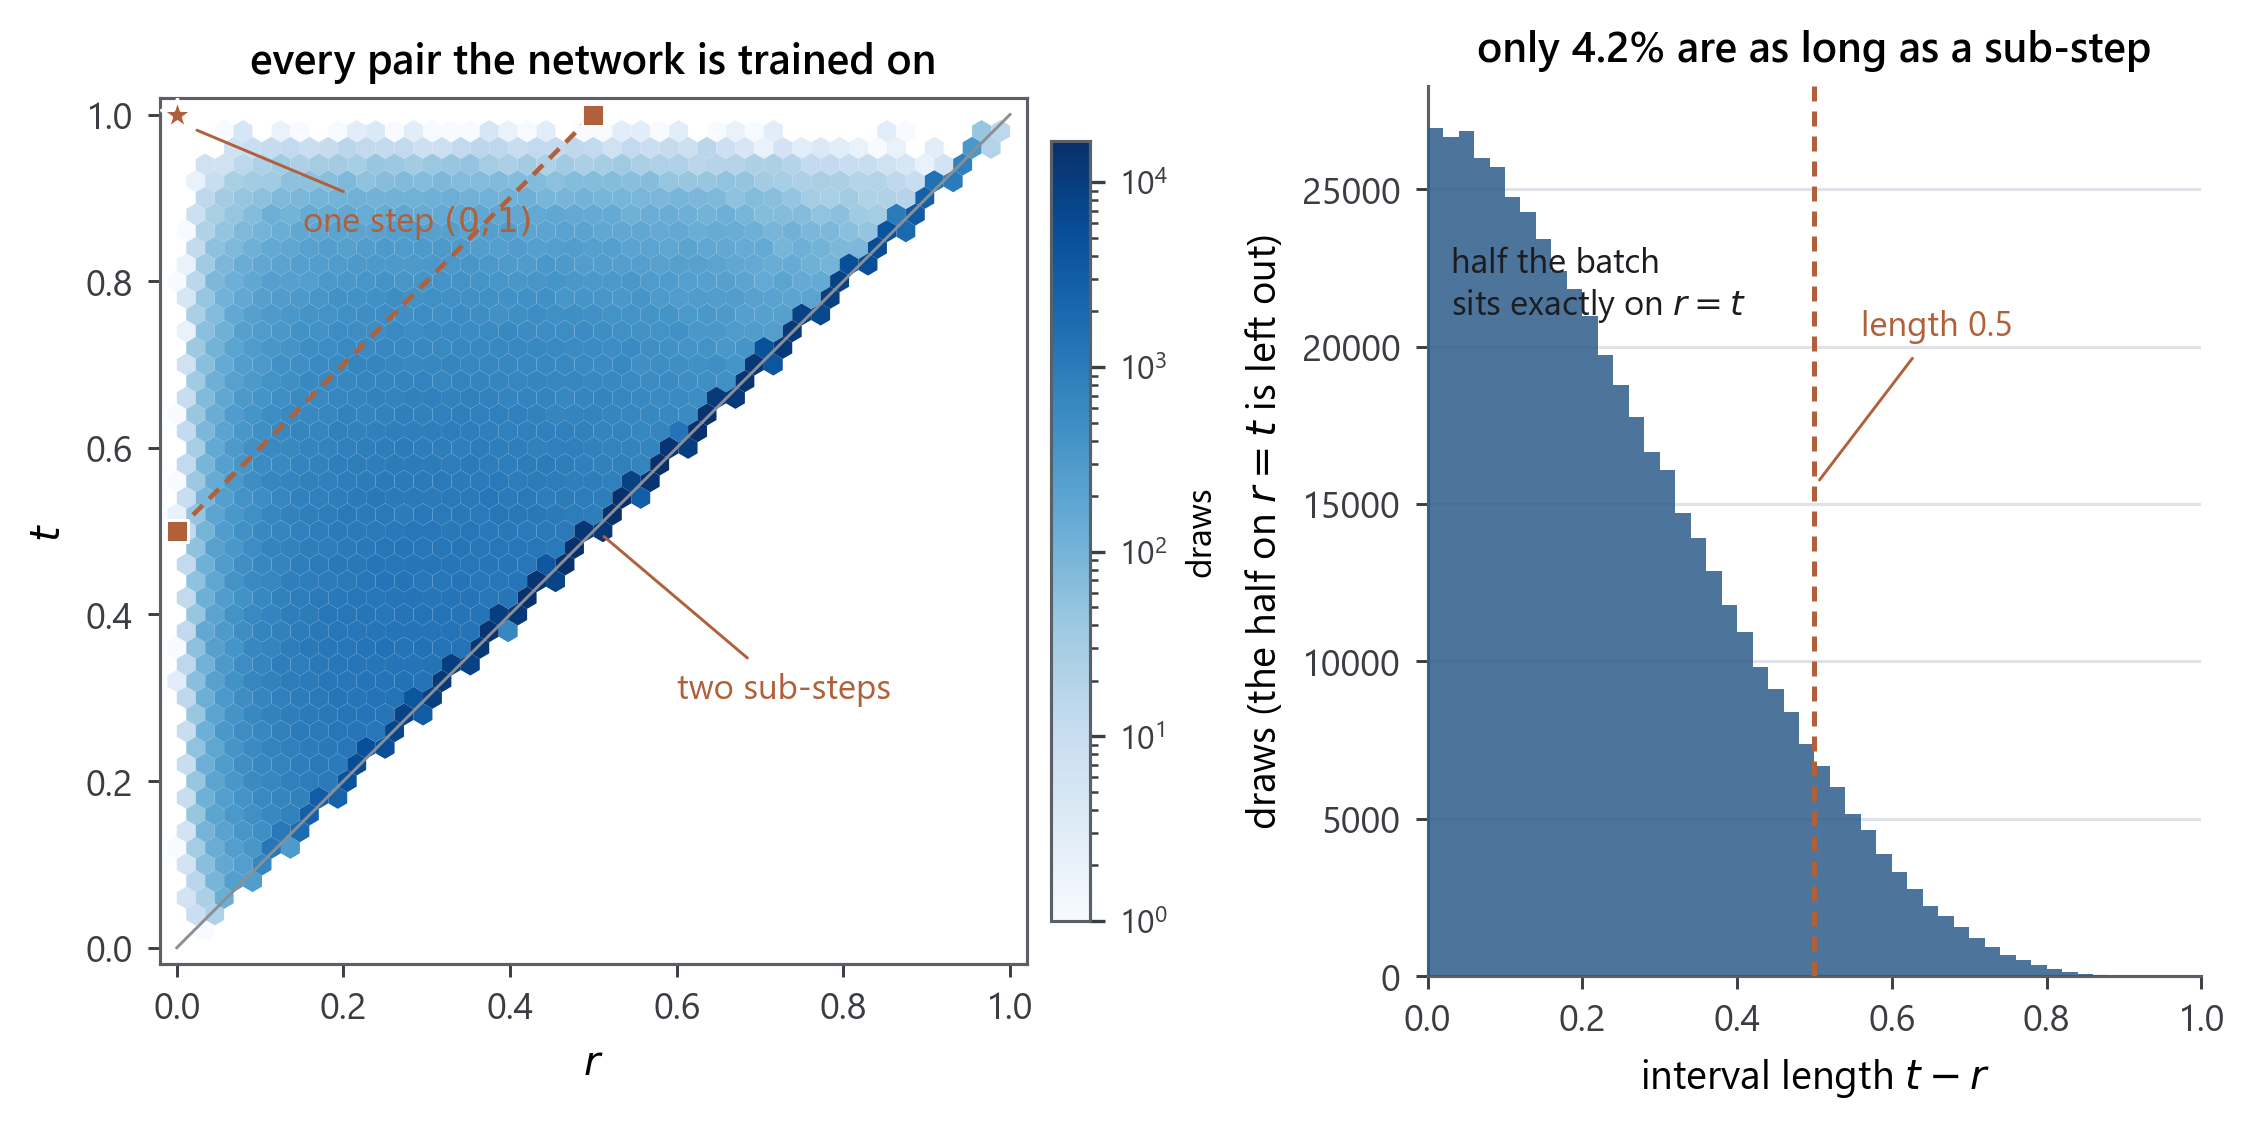 every pair the network is trained on
1.0
0.8
0.6
0.4
0.2
0.0
t
0.0 0.2 0.4 0.6 0.8 1.0
r
one step (0, 1)
two sub-steps
10⁴
10³
10²
10¹
10⁰
draws
only 4.2% are as long as a sub-step
draws (the half on r = t is left out)
25000
20000
15000
10000
5000
0
half the batch
sits exactly on r = t
length 0.5
0.0 0.2 0.4 0.6 0.8 1.0
interval length t − r